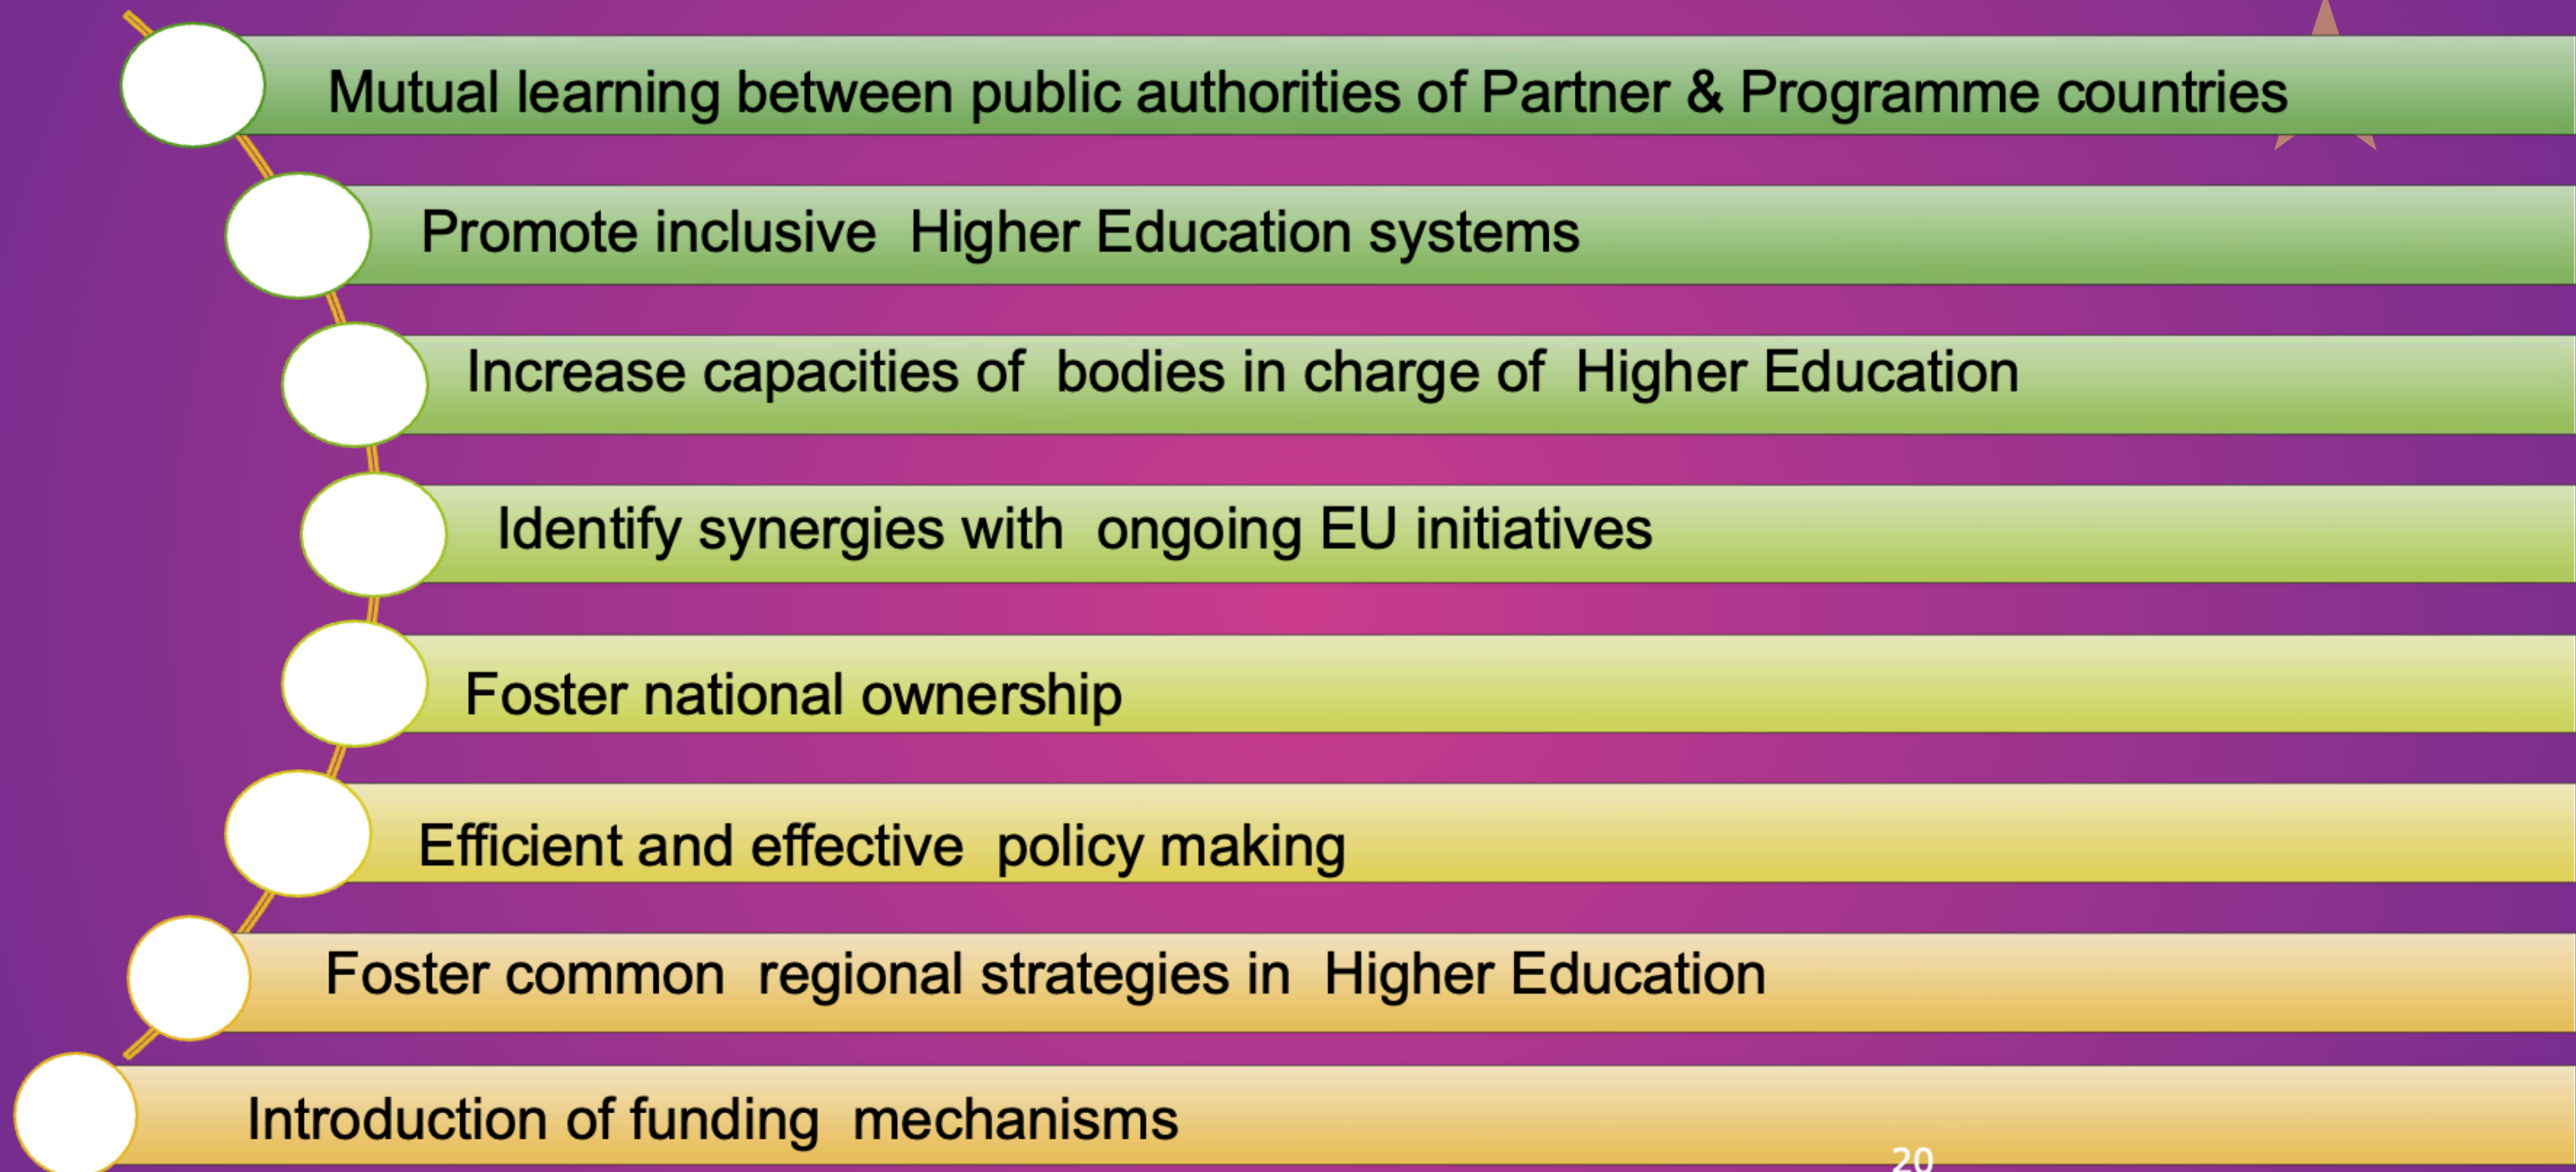 Mutual learning between public authorities of Partner & Programme countries
Promote inclusive  Higher Education systems
Increase capacities of  bodies in charge of  Higher Education
Identify synergies with  ongoing EU initiatives
Foster national ownership
Efficient and effective  policy making
Foster common  regional strategies in  Higher Education
Introduction of funding  mechanisms
20